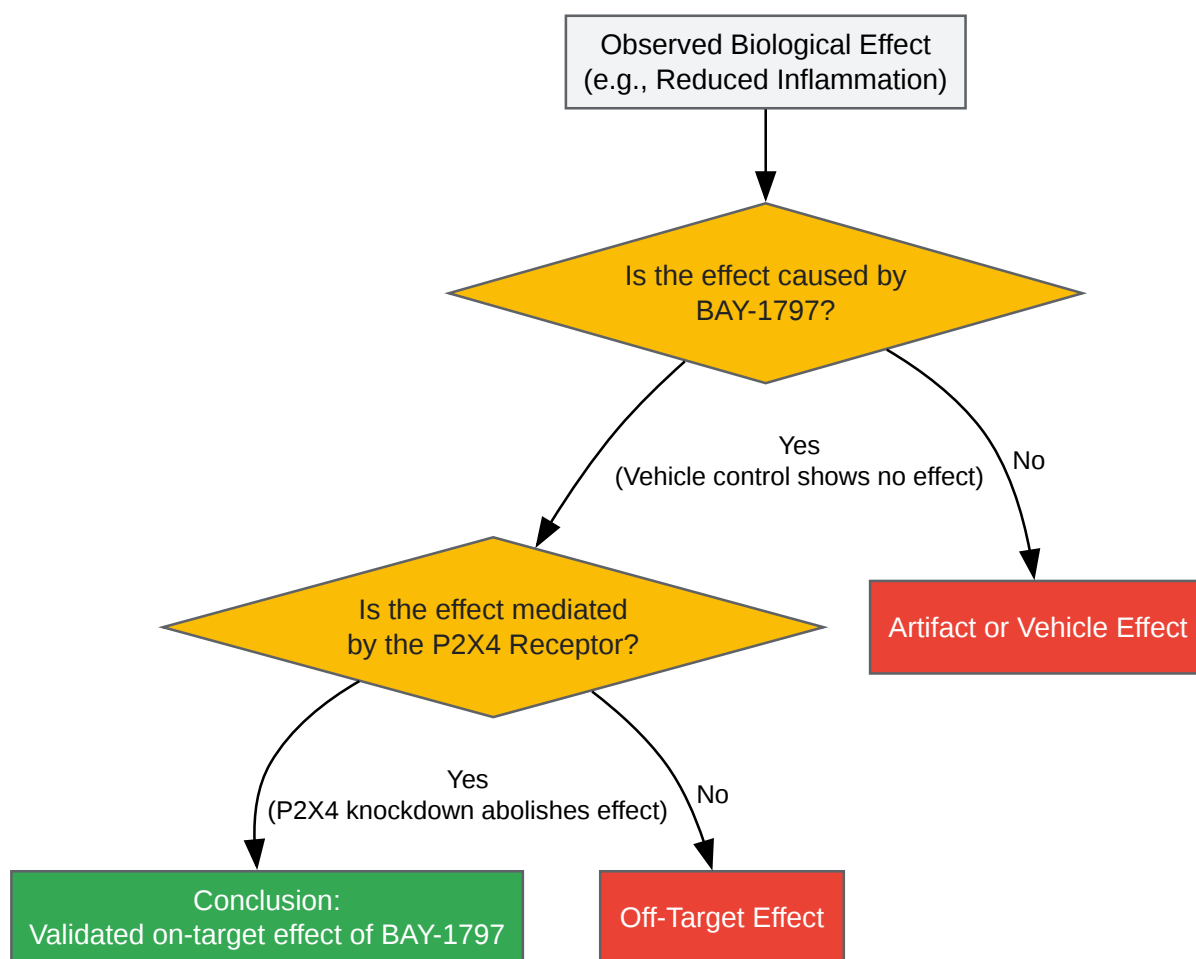 Observed Biological Effect
(e.g., Reduced Inflammation)
Is the effect caused by
BAY-1797?
Yes
(Vehicle control shows no effect)
No
Is the effect mediated
by the P2X4 Receptor?
Artifact or Vehicle Effect
Yes
(P2X4 knockdown abolishes effect)
No
Conclusion:
Validated on-target effect of BAY-1797
Off-Target Effect